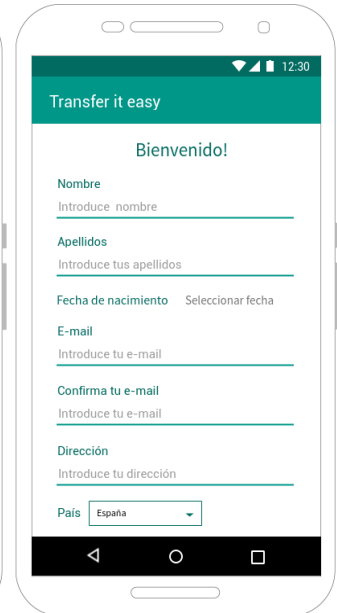 12:30
Transfer it easy
Bienvenido!
Nombre
Introduce nombre
Apellidos
Introduce tus apellidos
Fecha de nacimiento Seleccionar fecha
E-mail
Introduce tu e-mail
Confirma tu e-mail
Introduce tu e-mail
Dirección
Introduce tu dirección
País España